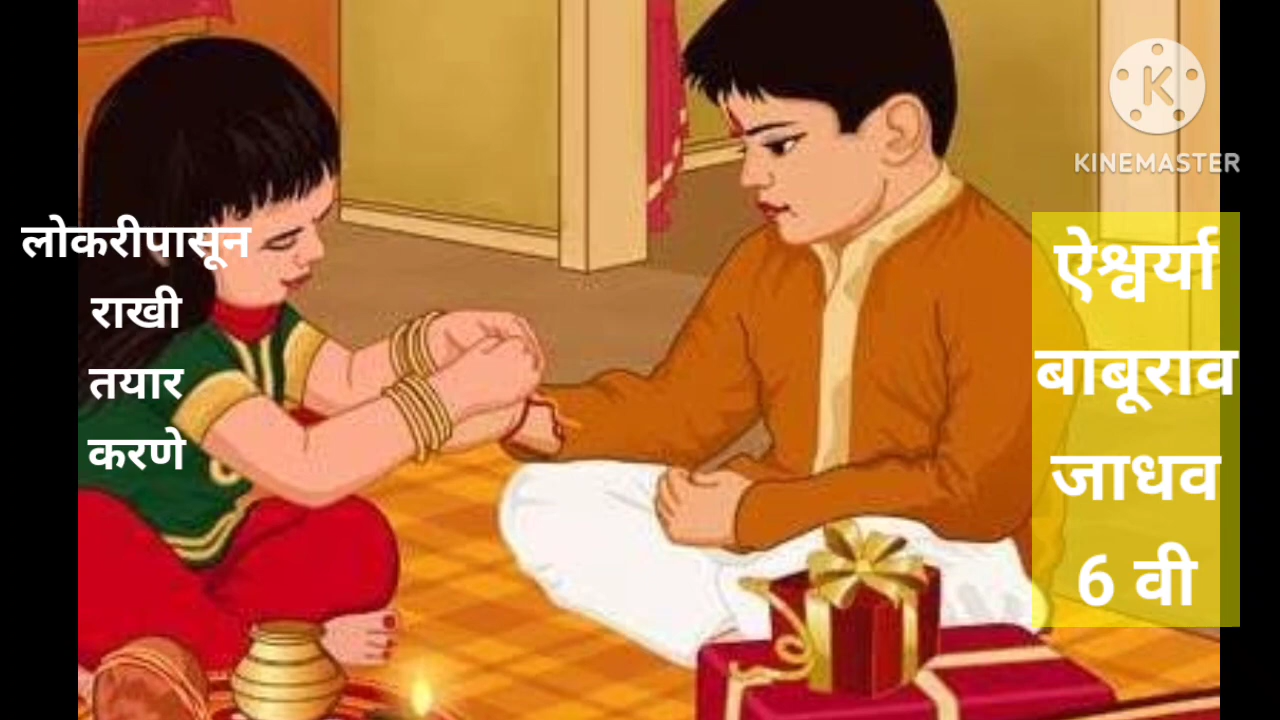 लोकरीपासून
राखी
तयार
करणे
K
KINEMASTER
ऐश्वर्या
बाबूराव
जाधव
6 वी